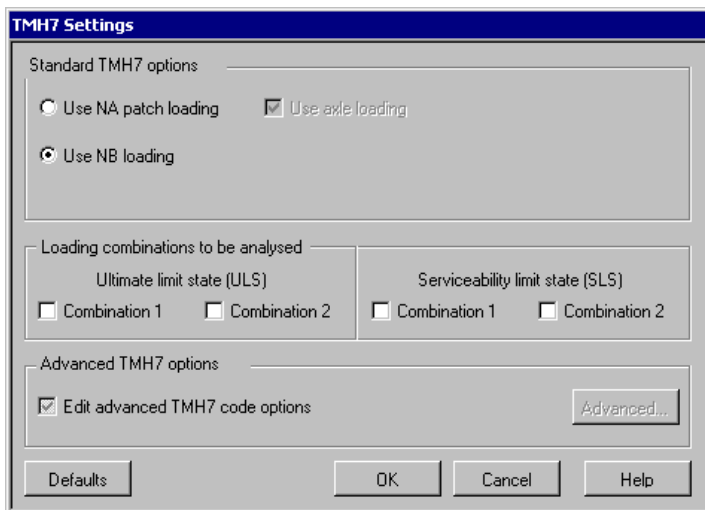 TMH7 Settings
Standard TMH7 options
Use NA patch loading Use axle loading
Use NB loading
Loading combinations to be analysed
Ultimate limit state (ULS) Serviceability limit state (SLS)
Combination 1 Combination 2 Combination 1 Combination 2
Advanced TMH7 options
Edit advanced TMH7 code options Advanced...
Defaults OK Cancel Help